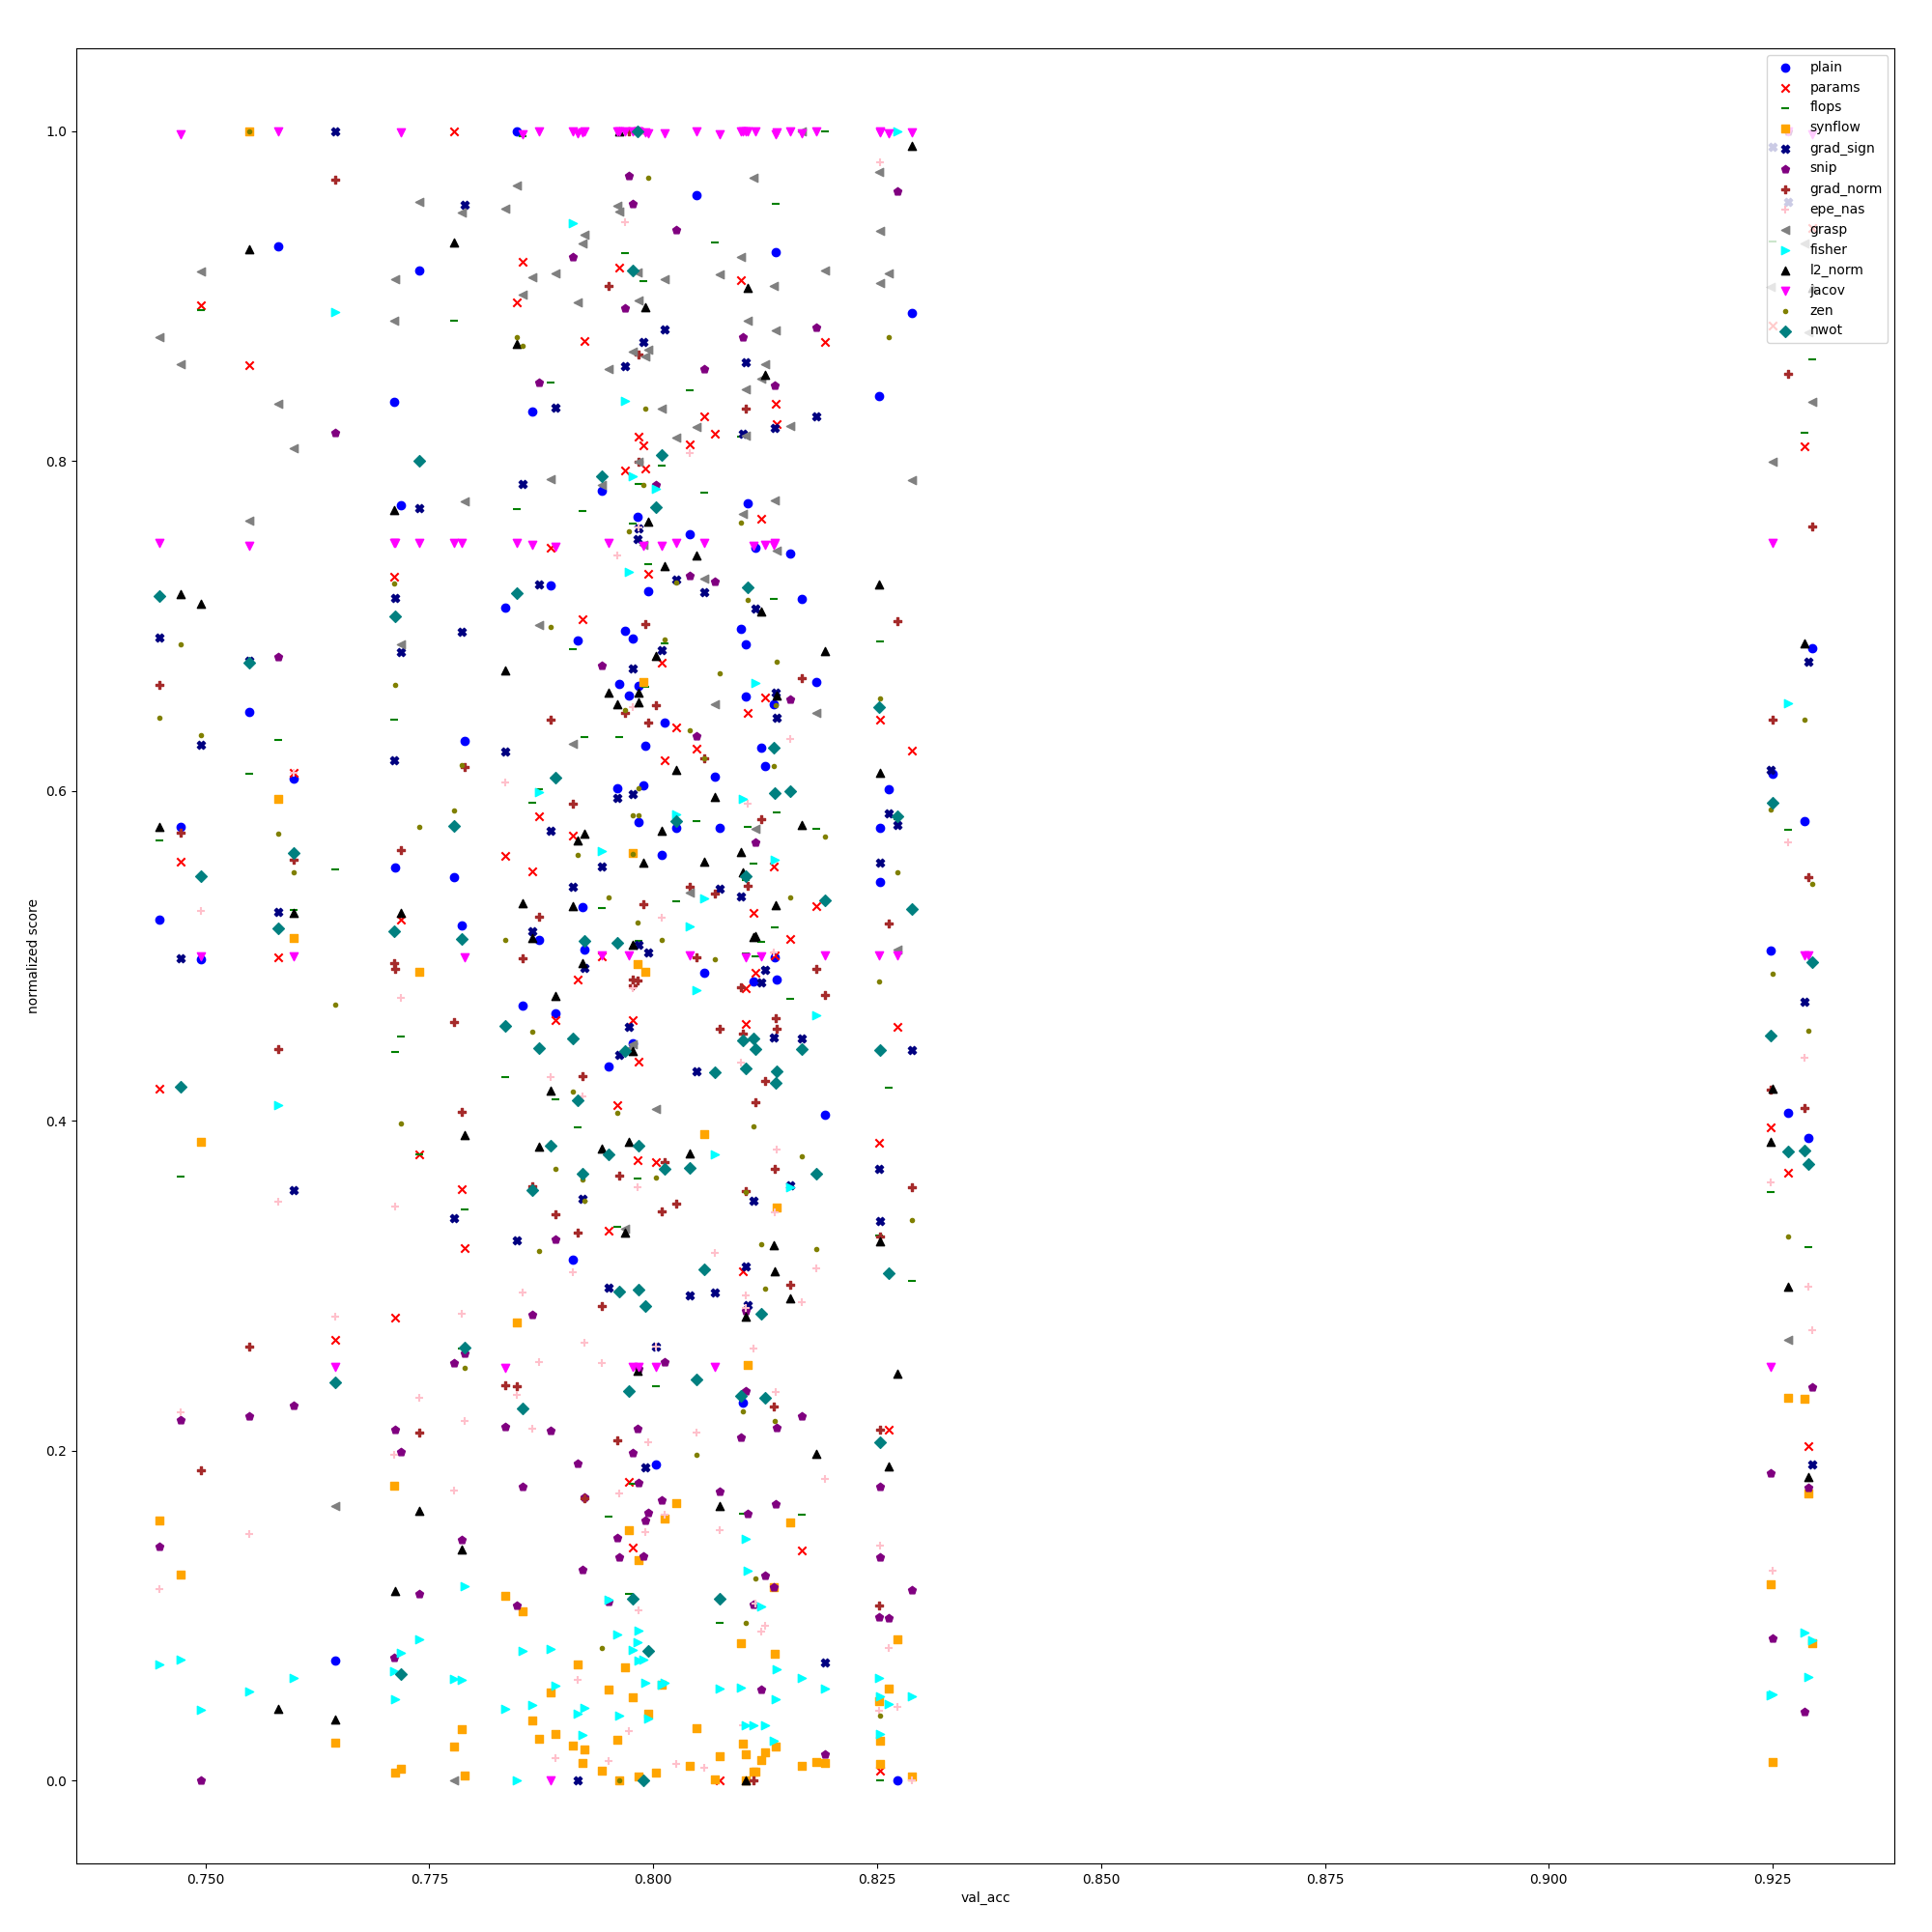 plain
params
flops
synflow
grad_sign
snip
grad_norm
epe_nas
grasp
fisher
l2_norm
jacov
zen
nwot
1.0
0.8
0.6
0.4
0.2
0.0
normalized score
0.750
0.775
0.800
0.825
0.850
0.875
0.900
0.925
val_acc